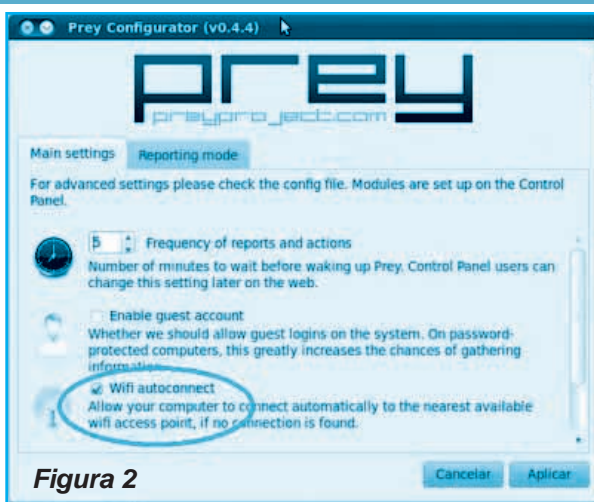 Prey Configurator (v0.4.4)
prey
preyproject.com
Main settings
Reporting mode
For advanced settings please check the config file. Modules are set up on the Control
Panel.
5 Frequency of reports and actions
Number of minutes to wait before waking up Prey. Control Panel users can
change this setting later on the web.
Enable guest account
Whether we should allow guest logins on the system. On password-
protected computers, this greatly increases the chances of gathering
information.
Wifi autoconnect
Allow your computer to connect automatically to the nearest available
wifi access point, if no connection is found.
Figura 2
Cancelar
Aplicar